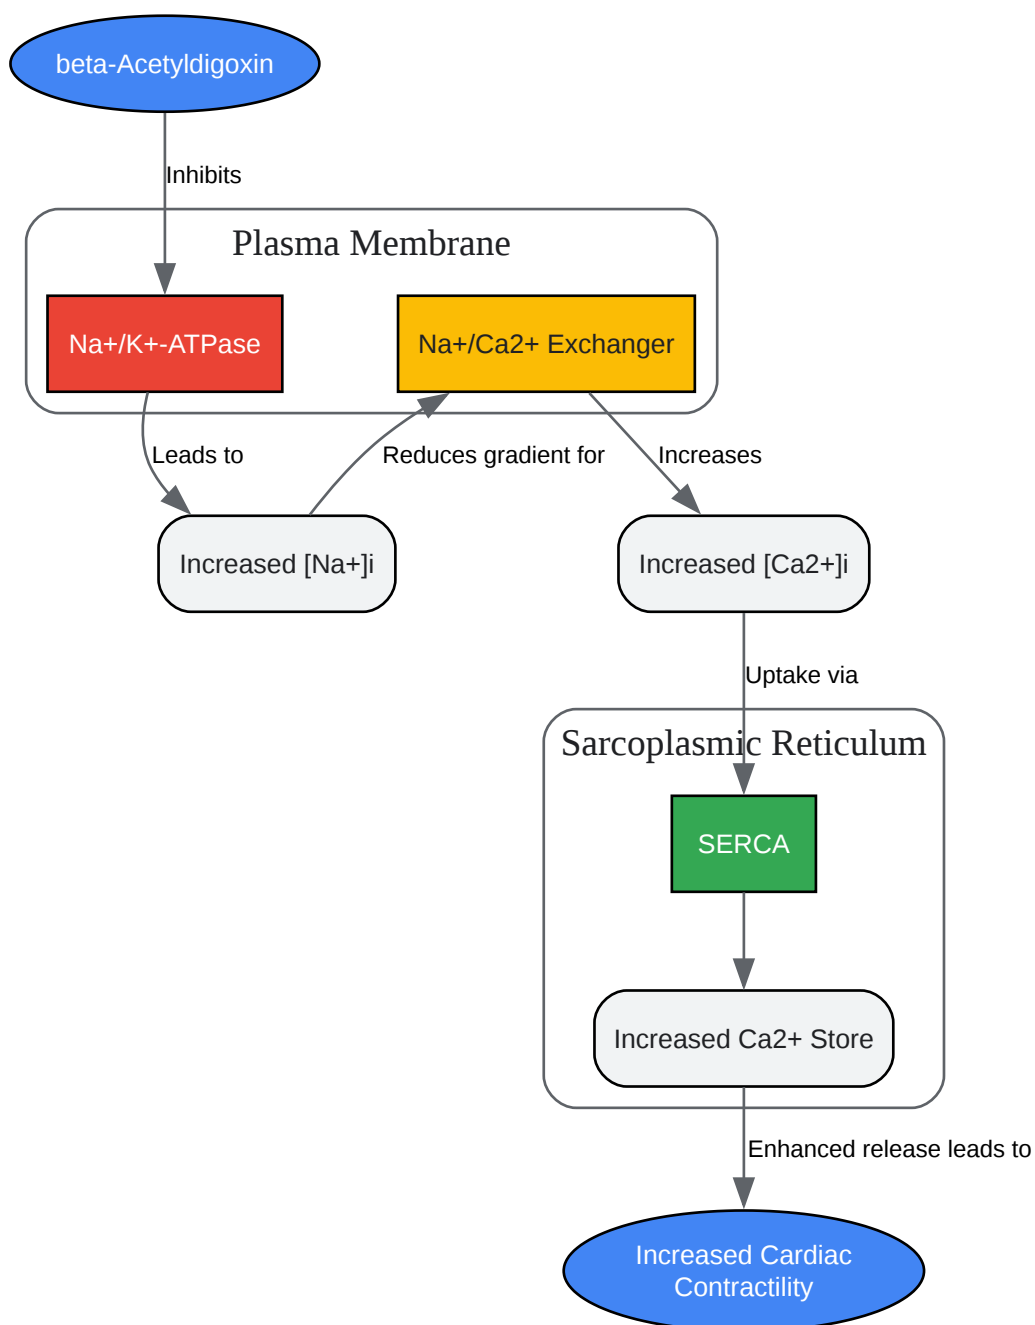 beta-Acetyldigoxin
Inhibits
Plasma Membrane
Na+/K+-ATPase
Na+/Ca2+ Exchanger
Leads to
Reduces gradient for
Increases
Increased [Na+]i
Increased [Ca2+]i
Uptake via
Sarcoplasmic Reticulum
SERCA
Increased Ca2+ Store
Enhanced release leads to
Increased Cardiac
Contractility